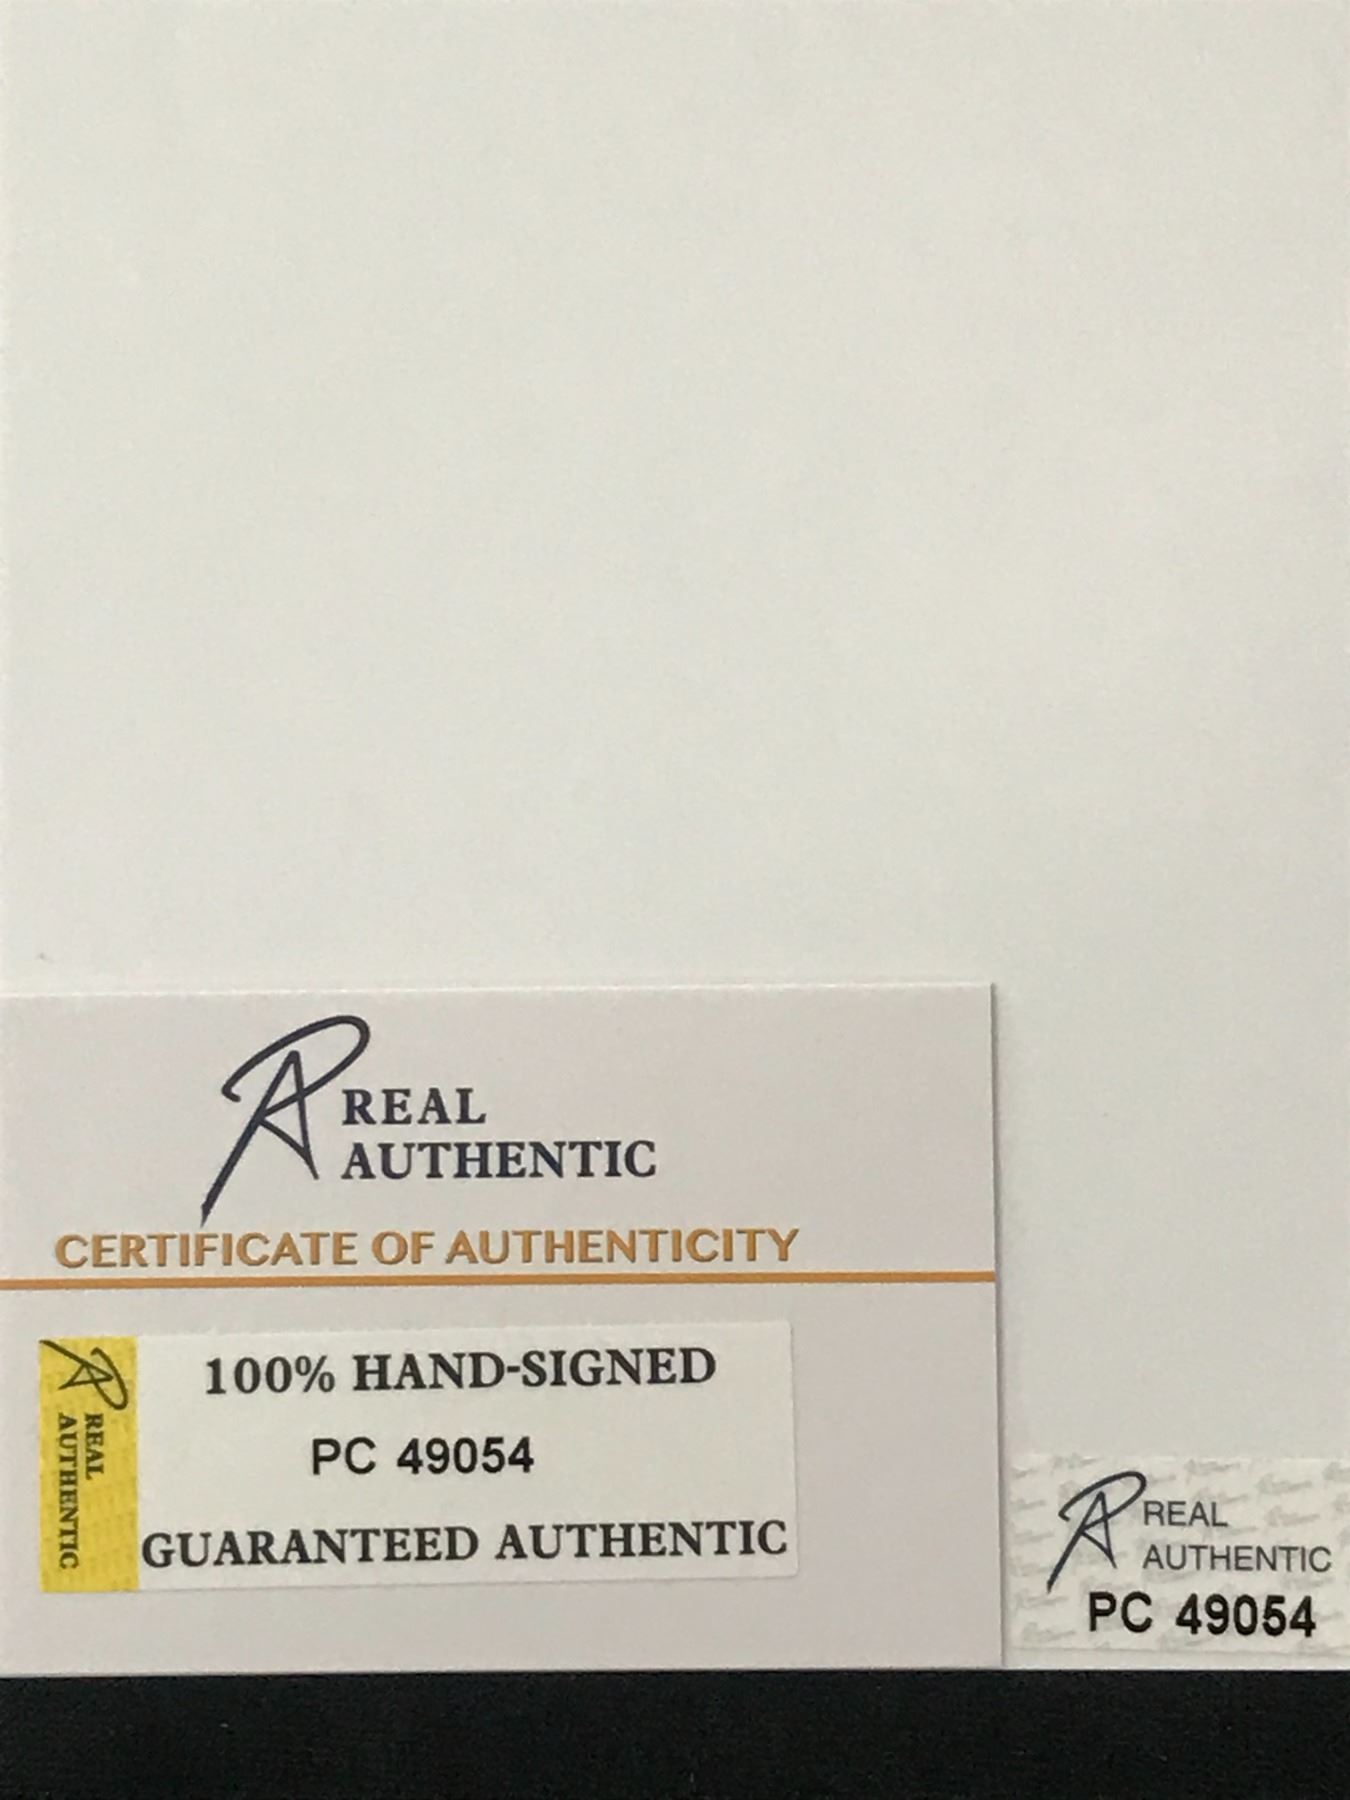 REAL
AUTHENTIC
CERTIFICATE OF AUTHENTICITY
REAL
AUTHENTIC
100% HAND-SIGNED
PC 49054
GUARANTEED AUTHENTIC
REAL
AUTHENTIC
PC 49054